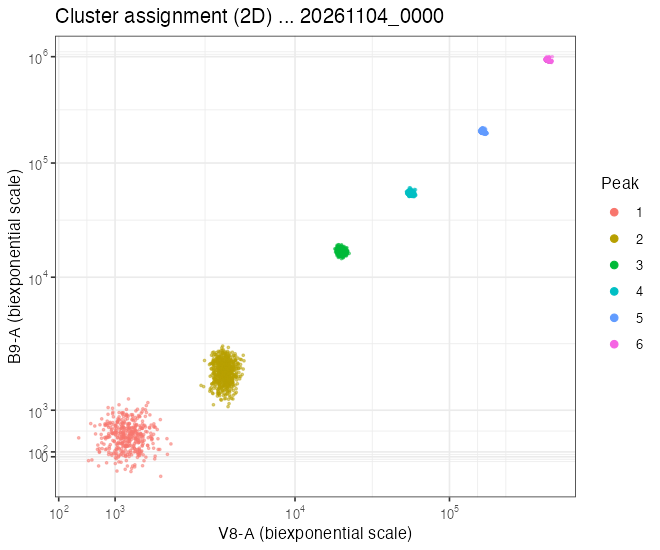 Cluster assignment (2D) ... 20261104_0000
B9-A (biexponential scale)
10⁶
10⁵
10⁴
10³
10²
0
10² 10³ 10⁴ 10⁵
V8-A (biexponential scale)
Peak
1
2
3
4
5
6